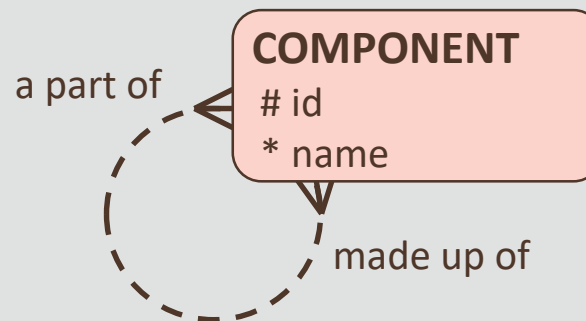 COMPONENT
a part of
# id
* name
made up of